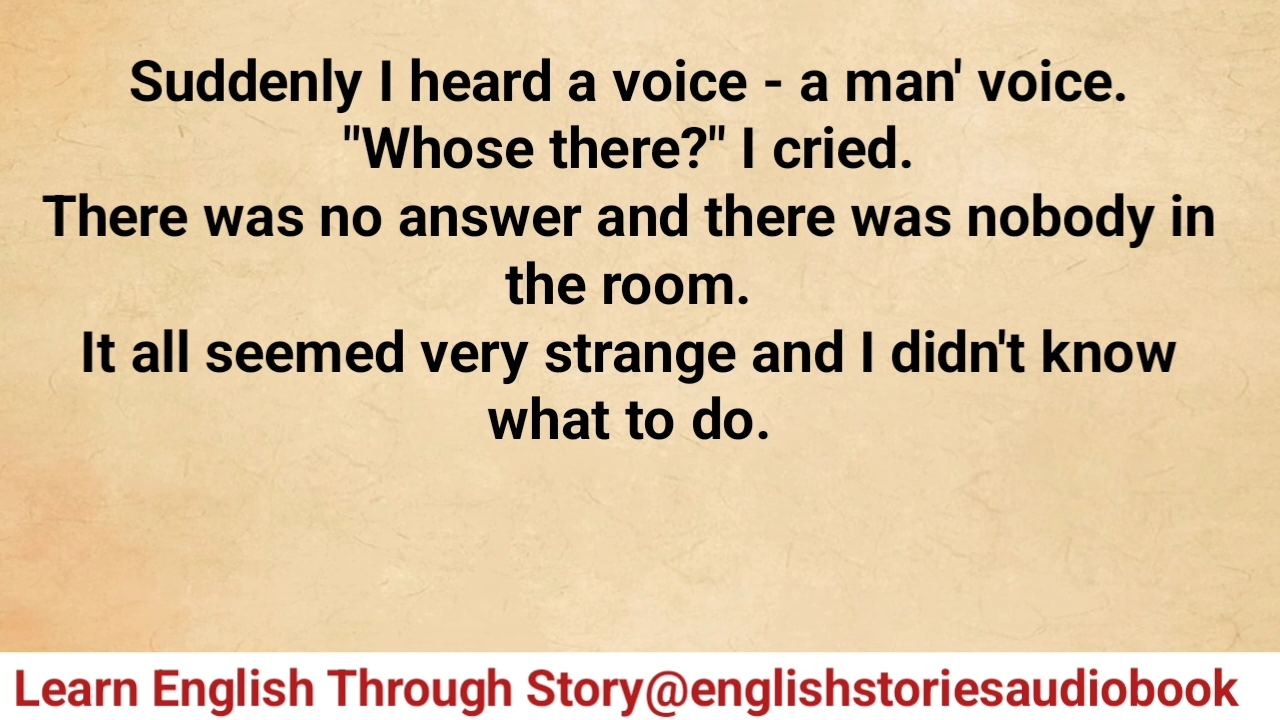 Suddenly I heard a voice - a man' voice.
"Whose there?" I cried.
There was no answer and there was nobody in
the room.
It all seemed very strange and I didn't know
what to do.
Learn English Through Story@englishstoriesaudiobook